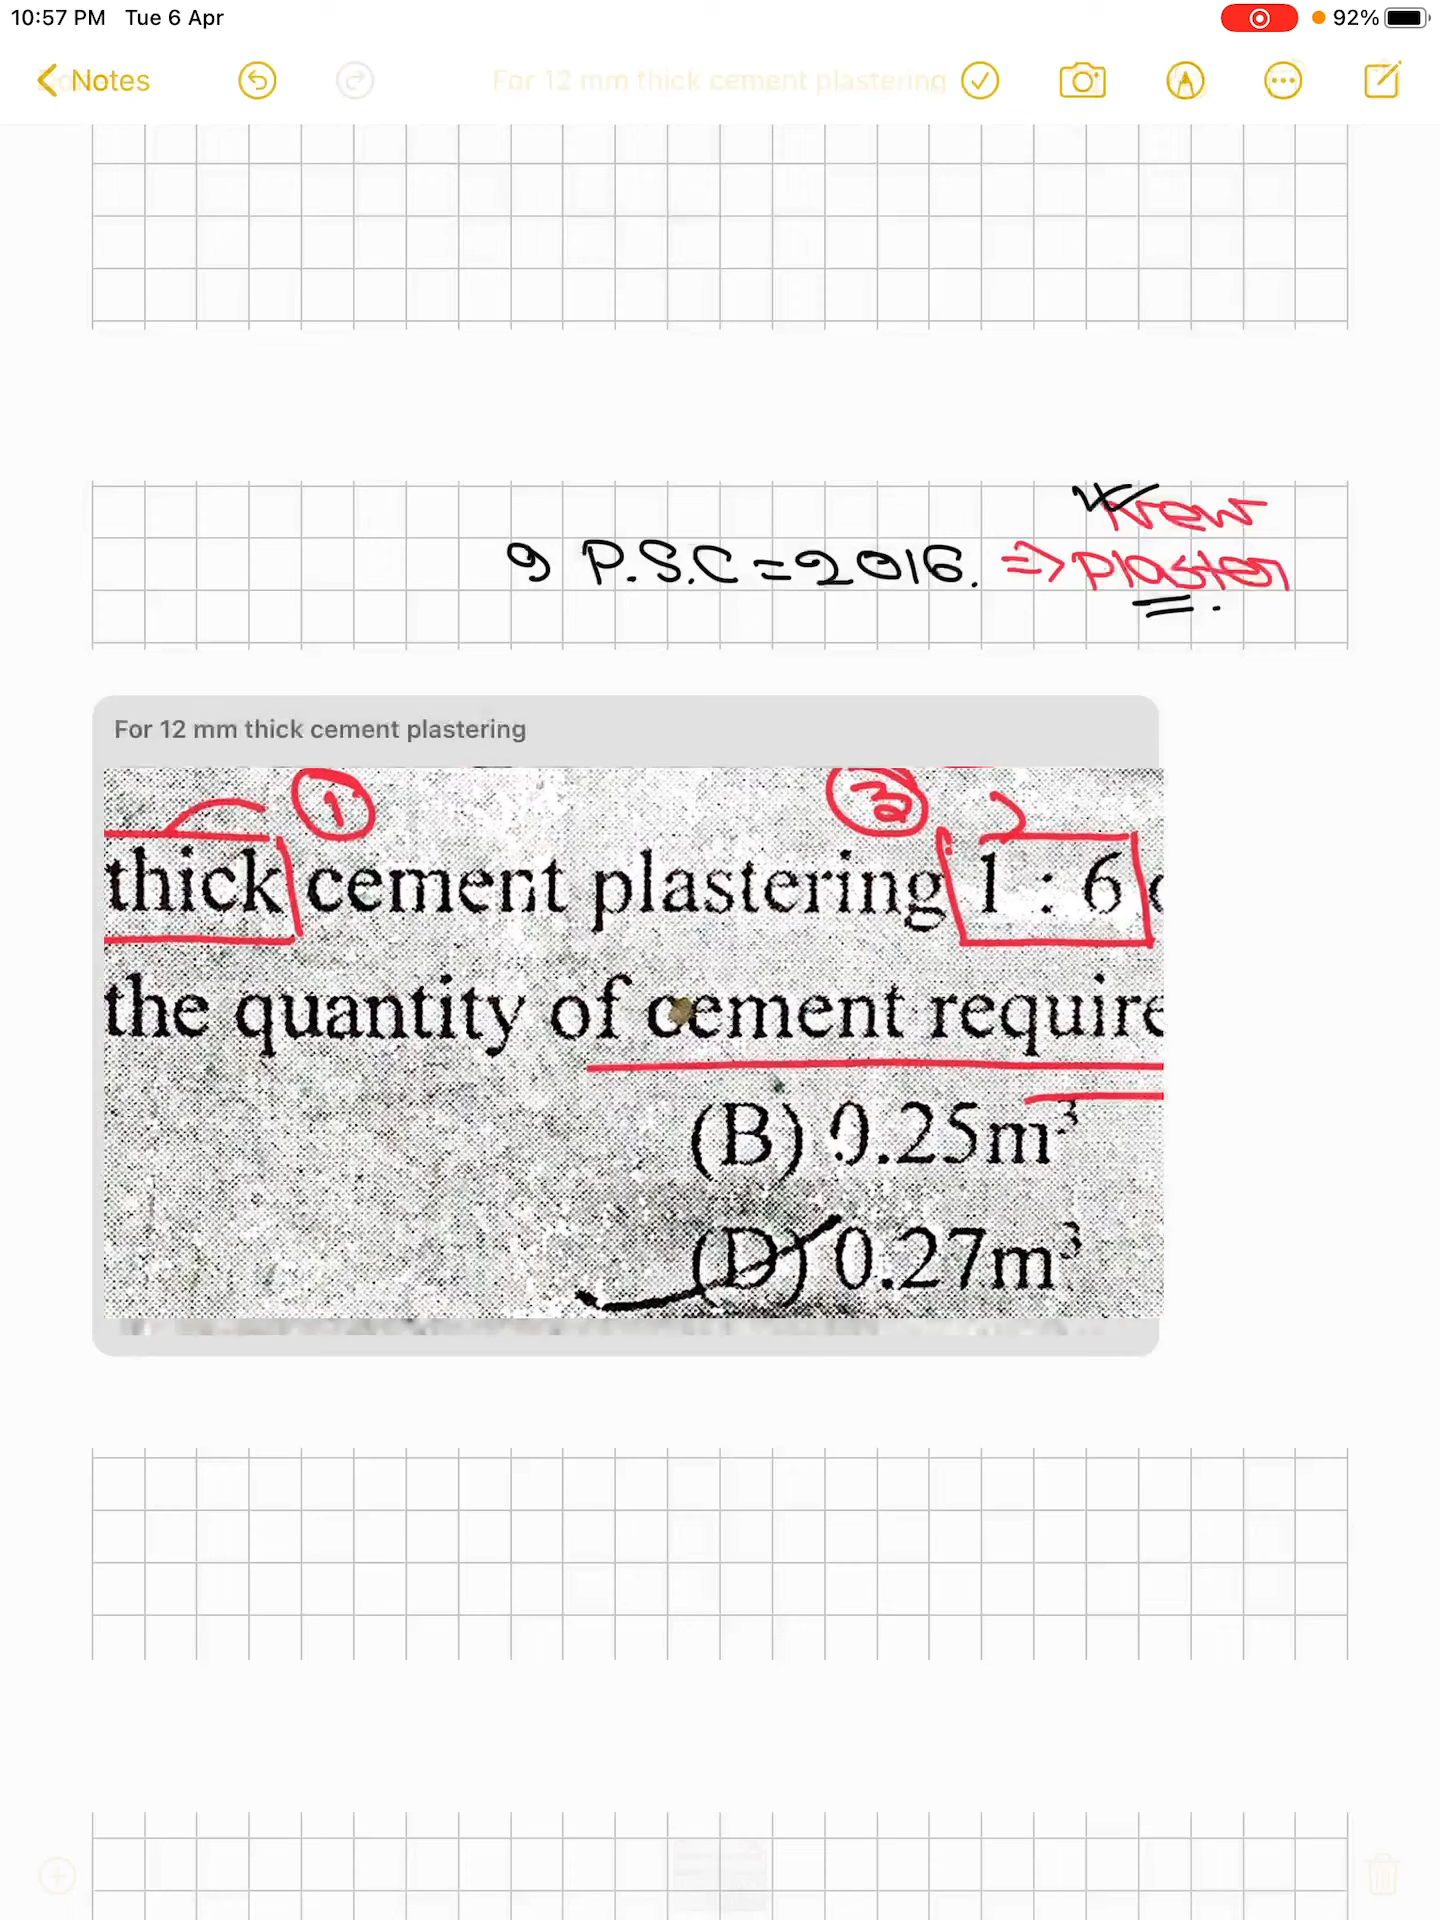 10:57 PM Tue 6 Apr
92%
Notes
For 12 mm thick cement plastering
P.S.C = 2016. ⇒ Plaster
For 12 mm thick cement plastering
1
thick cement plastering 1 : 6
the quantity of cement require
(B) 0.25m³
(D) 0.27m³